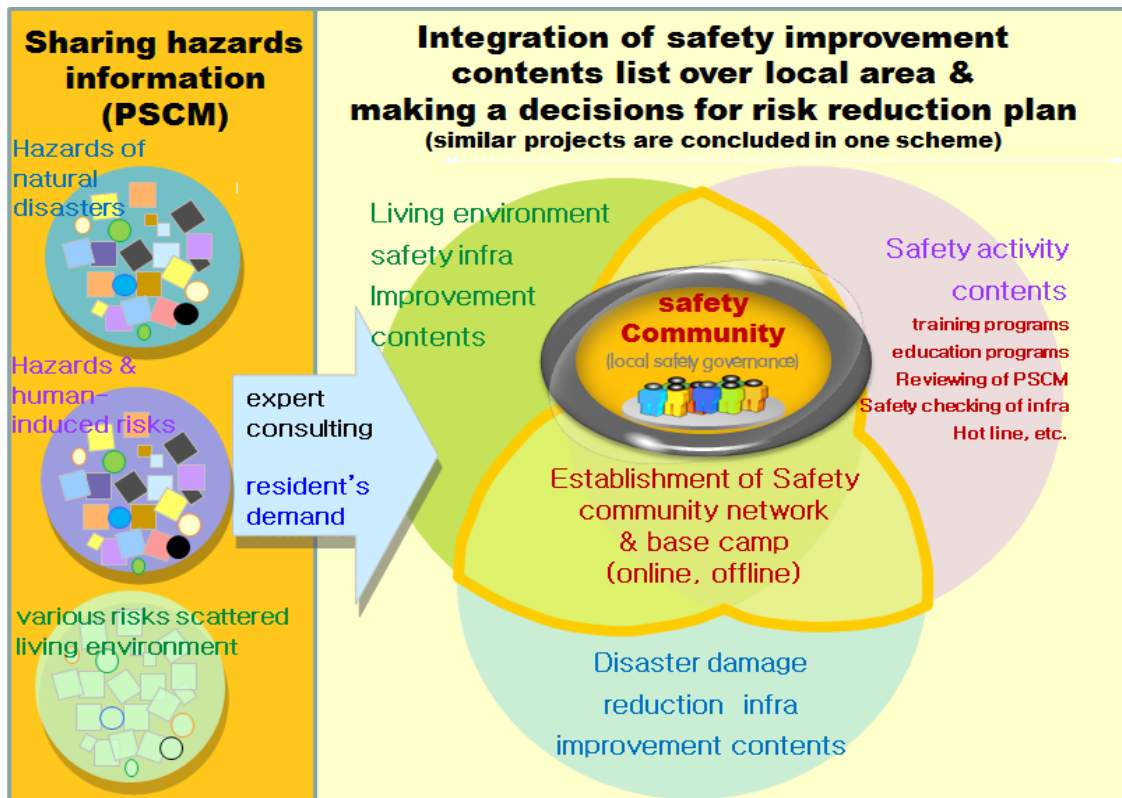 Sharing hazards
information
(PSCM)
Hazards of
natural
disasters
Hazards &
human-
induced risks
various risks scattered
living environment
expert
consulting
resident's
demand
Integration of safety improvement
contents list over local area &
making a decisions for risk reduction plan
(similar projects are concluded in one scheme)
Living environment
safety infra
Improvement
contents
Safety activity
contents
training programs
education programs
Reviewing of PSCM
Safety checking of infra
Hot line, etc.
safety
Community
(local safety governance)
Establishment of Safety
community network
& base camp
(online, offline)
Disaster damage
reduction infra
improvement contents